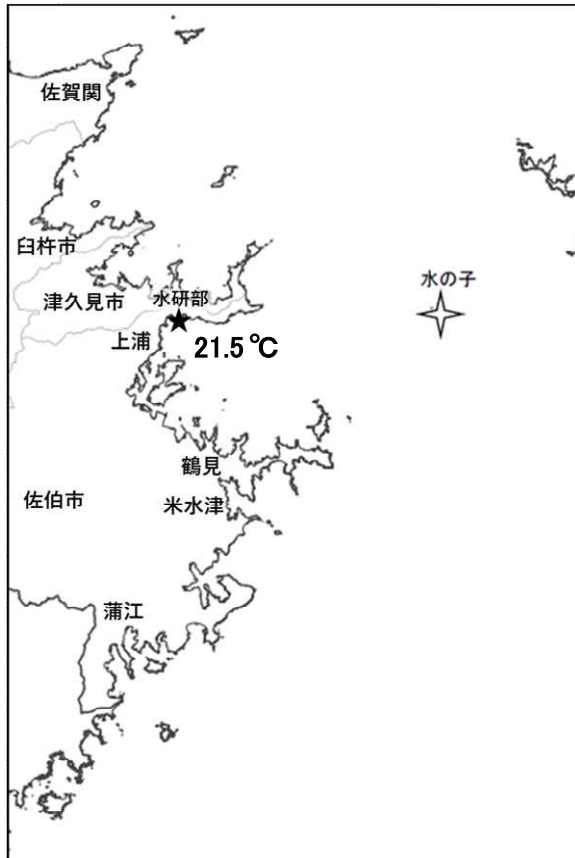 佐賀関
臼杵市
水の子
津久見市
水研部
上浦
21.5℃
鶴見
佐伯市
米水津
蒲江